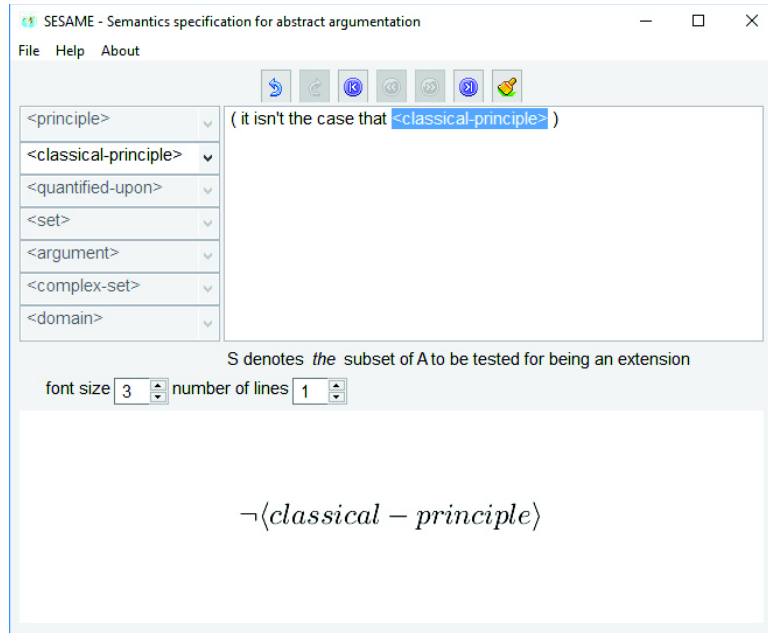 SESAME - Semantics specification for abstract argumentation
File Help About
<principle>
( it isn't the case that <classical-principle> )
<classical-principle>
<quantified-upon>
<set>
<argument>
<complex-set>
<domain>
S denotes the subset of A to be tested for being an extension
font size 3 number of lines 1
¬⟨classical − principle⟩